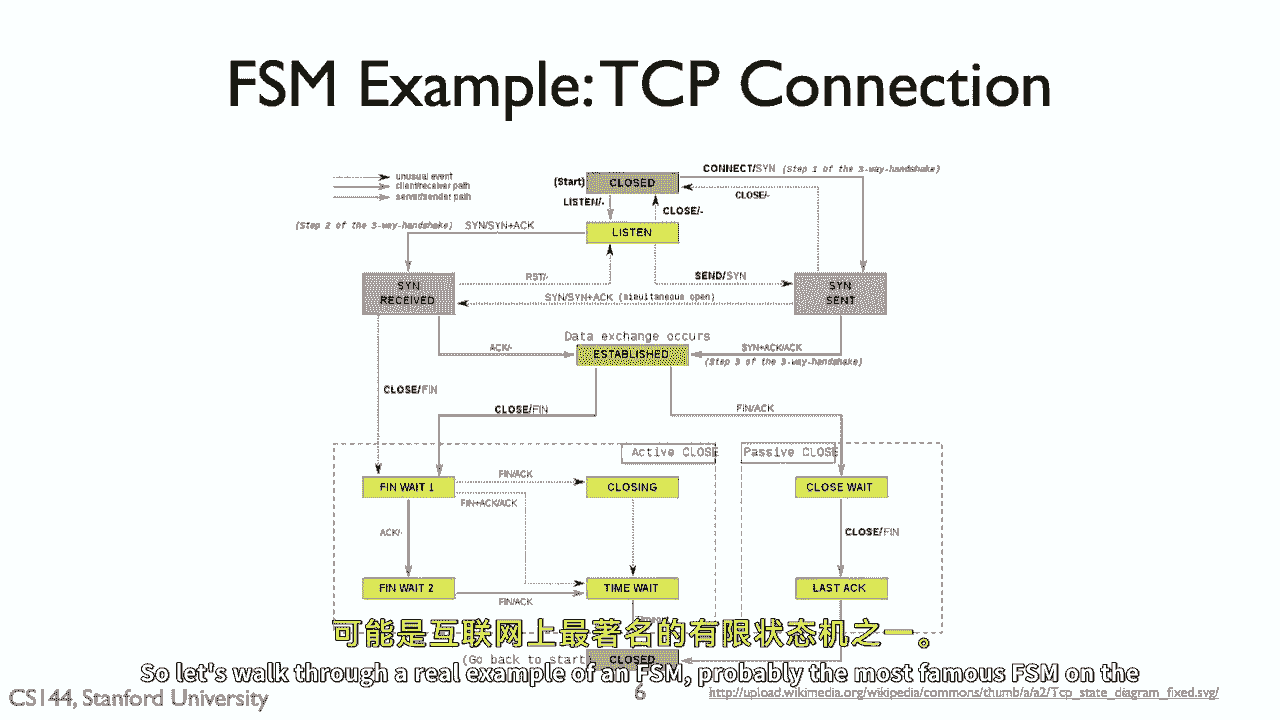 FSM Example: TCP Connection
unusual event
client/receiver path
server/sender path
(Start)
CLOSED
CONNECT/SYN (Step 1 of the 3-way-handshake)
CLOSE/-
LISTEN/-
CLOSE/-
(Step 2 of the 3-way-handshake) SYN/SYN+ACK
LISTEN
RST/-
SEND/SYN
SYN
RECEIVED
SYN
SENT
SYN/SYN+ACK (simultaneous open)
Data exchange occurs
ACK/-
ESTABLISHED
SYN+ACK/ACK
(Step 3 of the 3-way-handshake)
CLOSE/FIN
CLOSE/FIN
FIN/ACK
Active CLOSE
Passive CLOSE
FIN WAIT 1
FIN/ACK
CLOSING
CLOSE WAIT
FIN+ACK/ACK
ACK/-
CLOSE/FIN
FIN WAIT 2
TIME WAIT
LAST ACK
FIN/ACK
可能是互联网上最著名的有限状态机之一。
(Go back to start)
CLOSED
So let's walk through a real example of an FSM, probably the most famous FSM on the
CS144, Stanford University
6
http://upload.wikimedia.org/wikipedia/commons/thumb/a/a2/Tcp_state_diagram_fixed.svg/